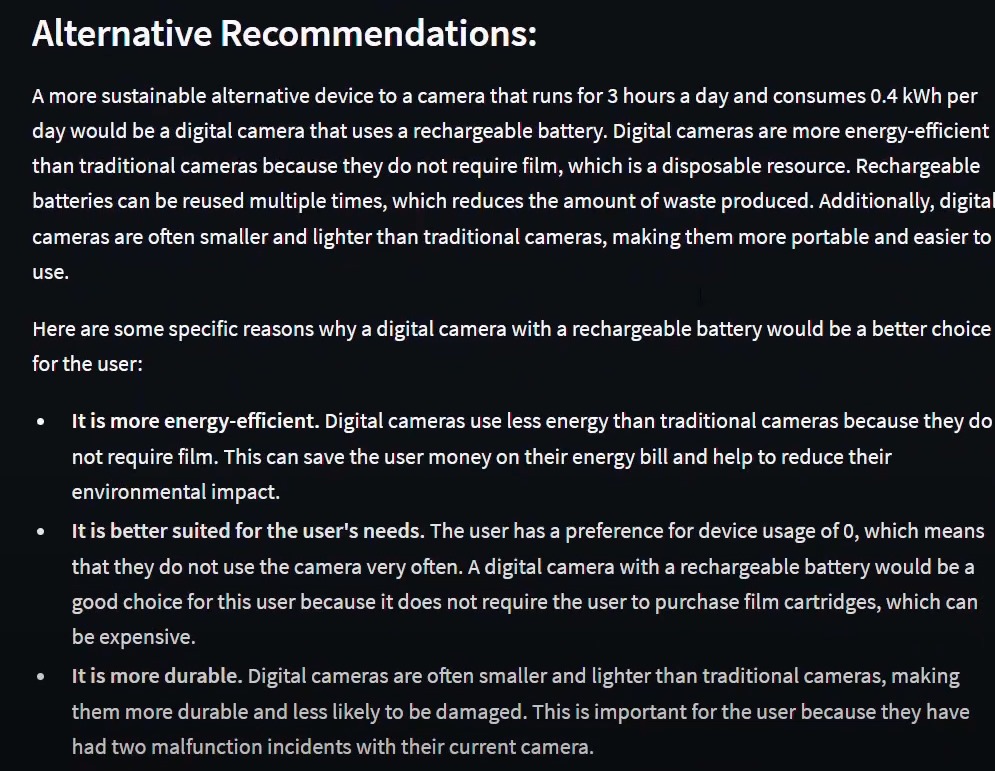 Alternative Recommendations:
A more sustainable alternative device to a camera that runs for 3 hours a day and consumes 0.4 kWh per
day would be a digital camera that uses a rechargeable battery. Digital cameras are more energy-efficient
than traditional cameras because they do not require film, which is a disposable resource. Rechargeable
batteries can be reused multiple times, which reduces the amount of waste produced. Additionally, digital
cameras are often smaller and lighter than traditional cameras, making them more portable and easier to
use.
Here are some specific reasons why a digital camera with a rechargeable battery would be a better choice
for the user:
• It is more energy-efficient. Digital cameras use less energy than traditional cameras because they do
not require film. This can save the user money on their energy bill and help to reduce their
environmental impact.
• It is better suited for the user's needs. The user has a preference for device usage of 0, which means
that they do not use the camera very often. A digital camera with a rechargeable battery would be a
good choice for this user because it does not require the user to purchase film cartridges, which can
be expensive.
• It is more durable. Digital cameras are often smaller and lighter than traditional cameras, making
them more durable and less likely to be damaged. This is important for the user because they have
had two malfunction incidents with their current camera.